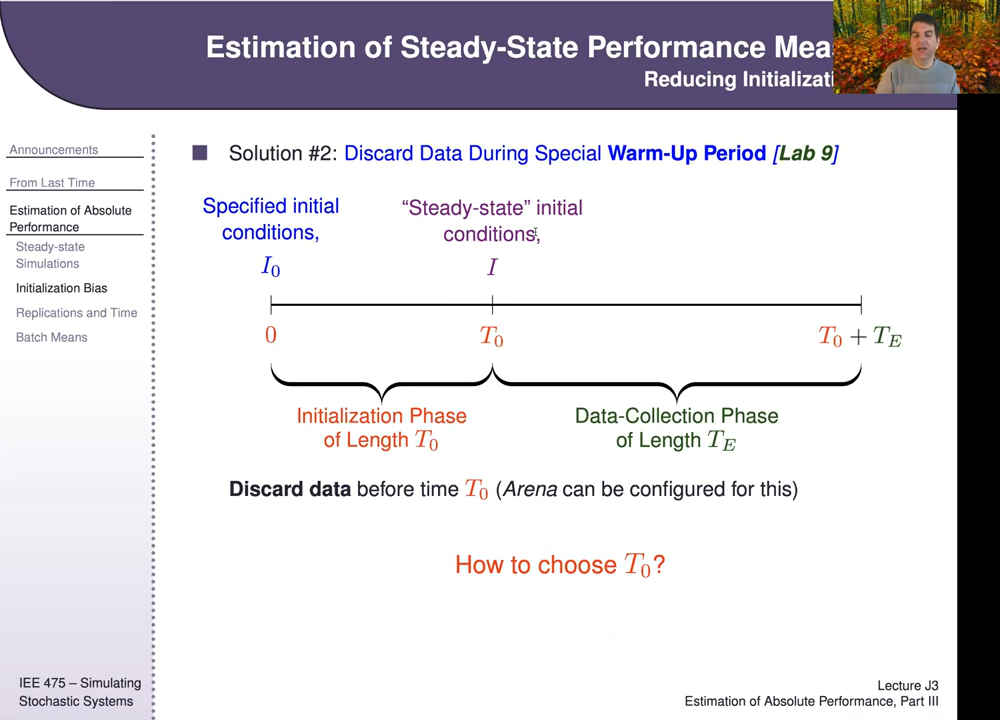 Estimation of Steady-State Performance Mea
Reducing Initializati
Announcements
From Last Time
Estimation of Absolute
Performance
Steady-state
Simulations
Initialization Bias
Replications and Time
Batch Means
Solution #2: Discard Data During Special Warm-Up Period [Lab 9]
Specified initial
conditions,
I₀
“Steady-state” initial
conditions,
I
0
T₀
T₀ + T_E
Initialization Phase
of Length T₀
Data-Collection Phase
of Length T_E
Discard data before time T₀ (Arena can be configured for this)
How to choose T₀?
IEE 475 – Simulating
Stochastic Systems
Lecture J3
Estimation of Absolute Performance, Part III